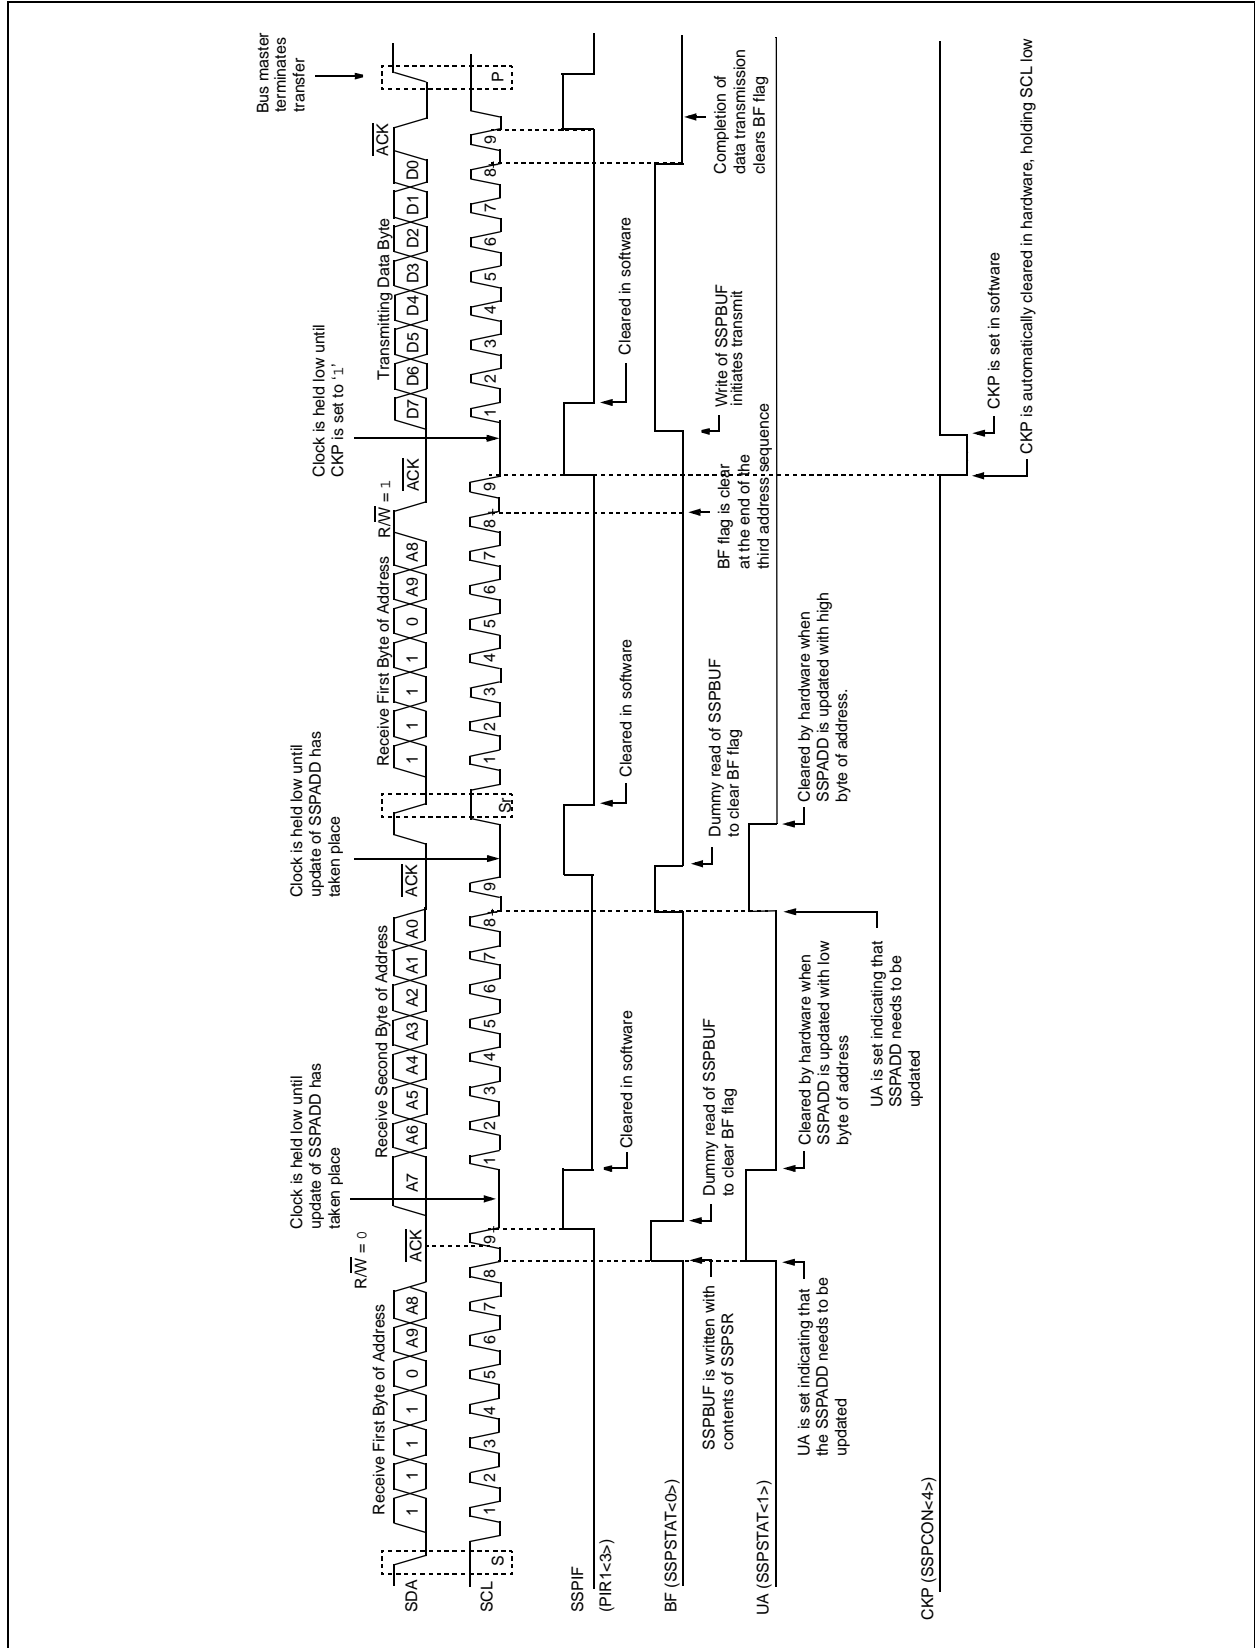 Bus master
terminates
transfer
Clock is held low until
CKP is set to ‘1’
Clock is held low until
update of SSPADD has
taken place
Clock is held low until
update of SSPADD has
taken place
R/W = 0
R/W = 1
Receive First Byte of Address
ACK
Receive Second Byte of Address
ACK
Receive First Byte of Address
ACK
Transmitting Data Byte
ACK
SDA
1 1 1 1 0 A9 A8
A7 A6 A5 A4 A3 A2 A1 A0
1 1 1 1 0 A9 A8
D7 D6 D5 D4 D3 D2 D1 D0
SCL
S
1 2 3 4 5 6 7 8 9
1 2 3 4 5 6 7 8 9
Sr
1 2 3 4 5 6 7 8 9
1 2 3 4 5 6 7 8 9
P
SSPIF
(PIR1<3>)
Cleared in software
Cleared in software
Cleared in software
BF (SSPSTAT<0>)
SSPBUF is written with
contents of SSPSR
Dummy read of SSPBUF
to clear BF flag
Dummy read of SSPBUF
to clear BF flag
BF flag is clear
at the end of the
third address sequence
Write of SSPBUF
initiates transmit
Completion of
data transmission
clears BF flag
UA (SSPSTAT<1>)
UA is set indicating that
the SSPADD needs to be
updated
Cleared by hardware when
SSPADD is updated with low
byte of address
UA is set indicating that
SSPADD needs to be
updated
Cleared by hardware when
SSPADD is updated with high
byte of address.
CKP (SSPCON<4>)
CKP is set in software
CKP is automatically cleared in hardware, holding SCL low